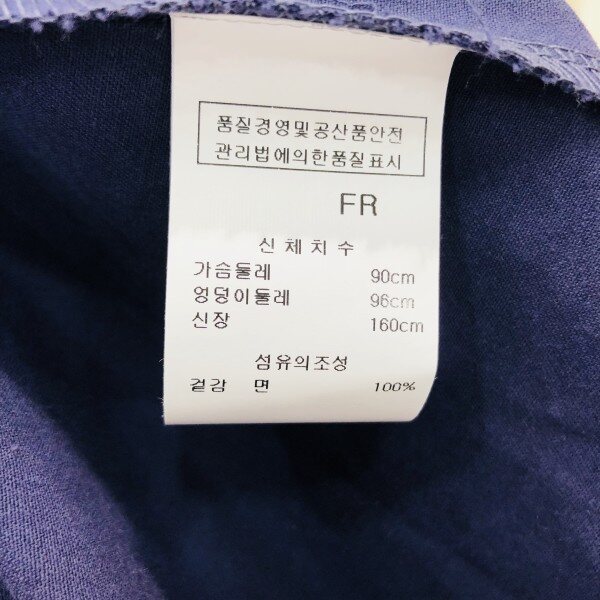 품질경영및공산품안전
관리법에의한품질표시
FR
신체치수
가슴둘레 90cm
엉덩이둘레 96cm
신장 160cm
섬유의조성
겉감 면 100%